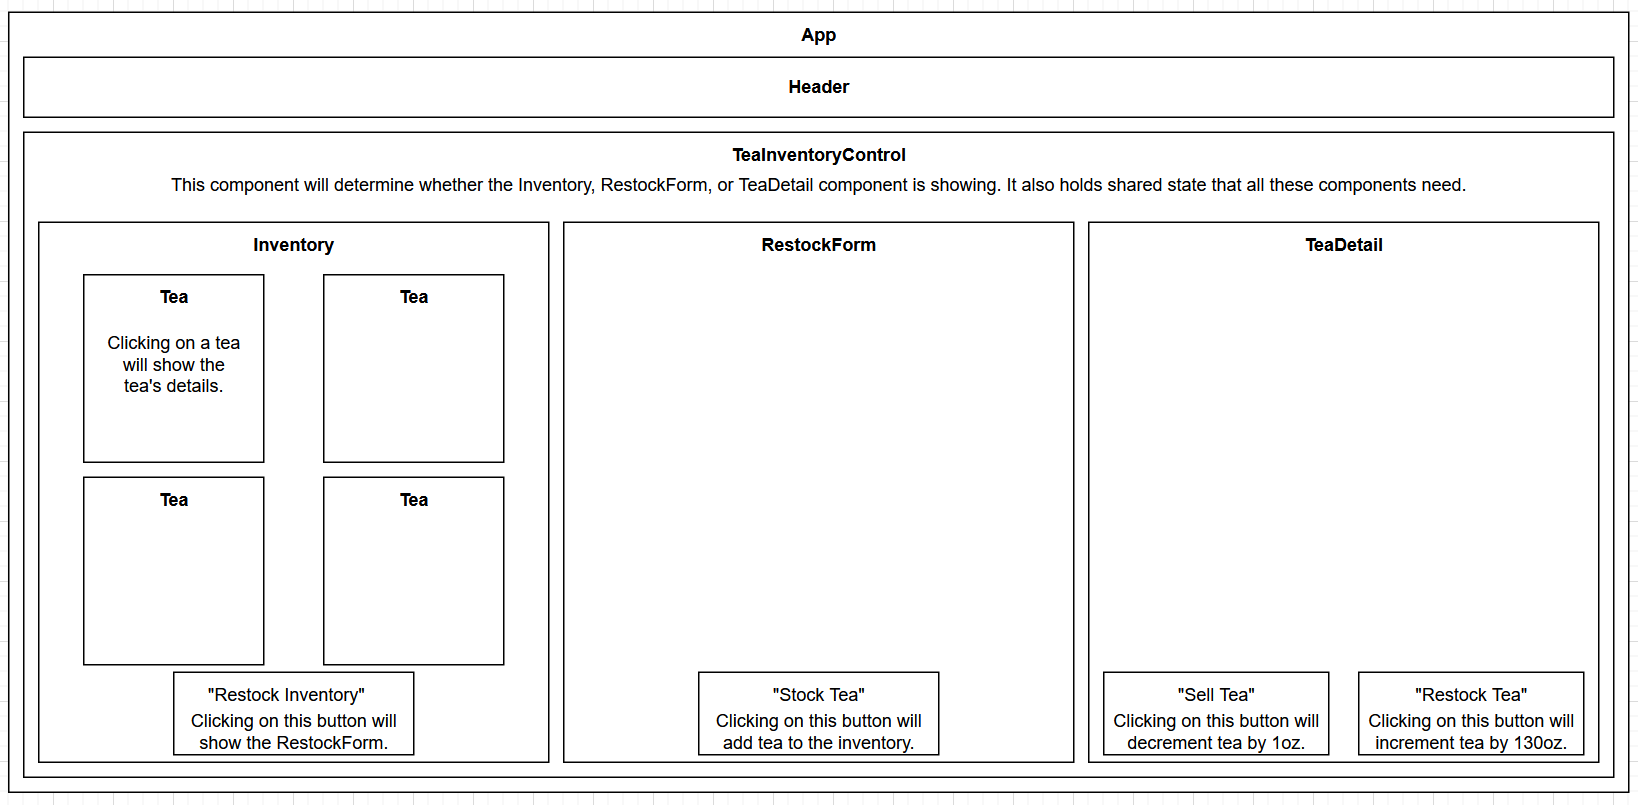 App
Header
TeaInventoryControl
This component will determine whether the Inventory, RestockForm, or TeaDetail component is showing. It also holds shared state that all these components need.
Inventory
Tea
Clicking on a tea
will show the
tea's details.
Tea
Tea
Tea
"Restock Inventory"
Clicking on this button will
show the RestockForm.
RestockForm
"Stock Tea"
Clicking on this button will
add tea to the inventory.
TeaDetail
"Sell Tea"
Clicking on this button will
decrement tea by 1oz.
"Restock Tea"
Clicking on this button will
increment tea by 130oz.